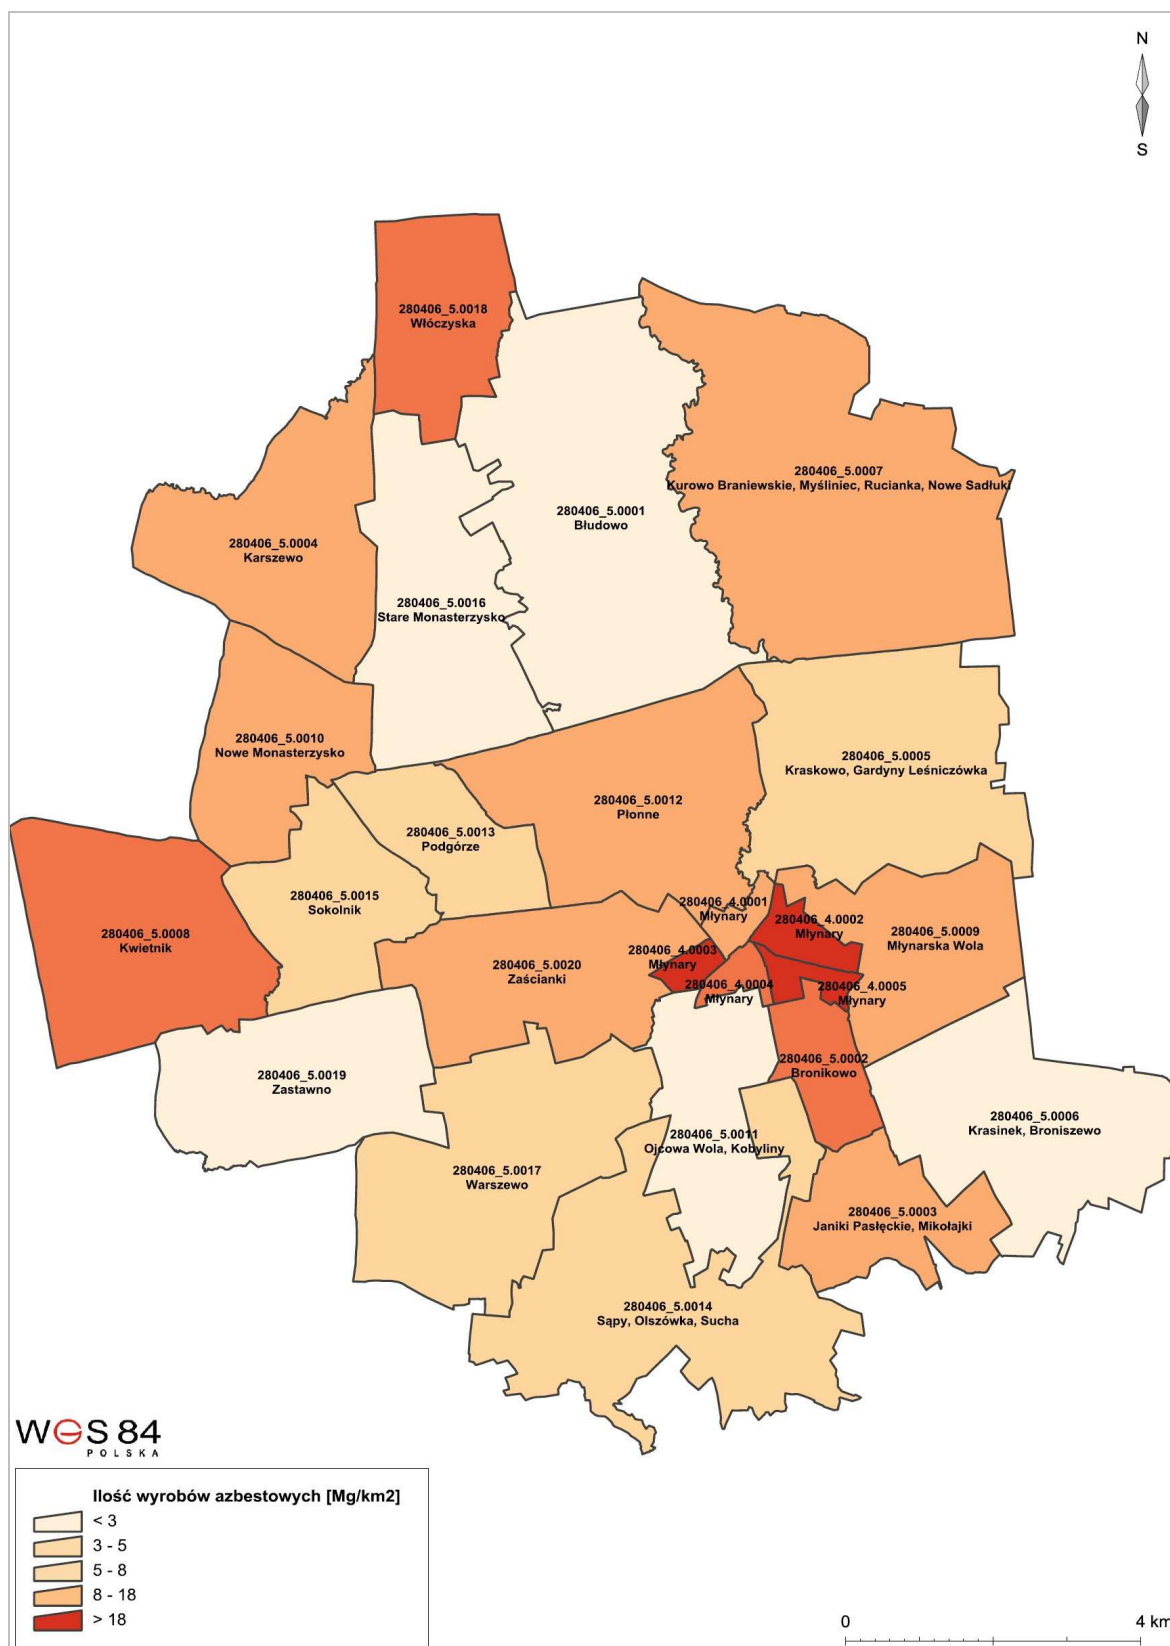 N
S
280406_5.0018
Włóczyska
280406_5.0007
Kurowo Braniewskie, Myśliniec, Rucianka, Nowe Sadłuki
280406_5.0001
Błudowo
280406_5.0004
Karszewo
280406_5.0016
Stare Monasterzysko
280406_5.0010
Nowe Monasterzysko
280406_5.0005
Kraskowo, Gardyny Leśniczówka
280406_5.0012
Płonne
280406_5.0013
Podgórze
280406_5.0015
Sokolnik
280406_4.0001
Młynary
280406_4.0002
Młynary
280406_5.0008
Kwietnik
280406_5.0009
Młynarska Wola
280406_4.0003
Młynary
280406_5.0020
Zaścianki
280406_4.0004
Młynary
280406_4.0005
Młynary
280406_5.0002
Bronikowo
280406_5.0019
Zastawno
280406_5.0006
Krasinek, Broniszewo
280406_5.0011
Ojcowa Wola, Kobyliny
280406_5.0017
Warszewo
280406_5.0003
Janiki Pasłęckie, Mikołajki
280406_5.0014
Sąpy, Olszówka, Sucha
WGS 84
POLSKA
Ilość wyrobów azbestowych [Mg/km2]
< 3
3 - 5
5 - 8
8 - 18
> 18
0 4 km